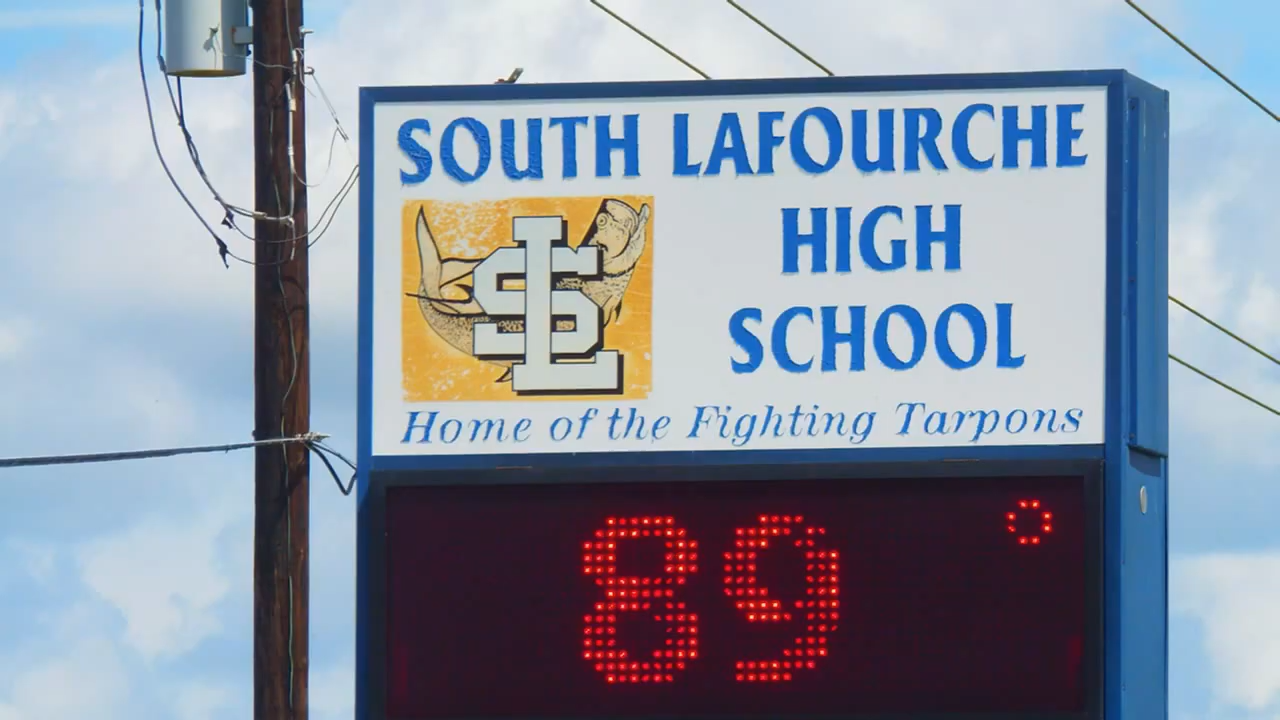 SOUTH LAFOURCHE
HIGH
SCHOOL
SL
Home of the Fighting Tarpons
89°